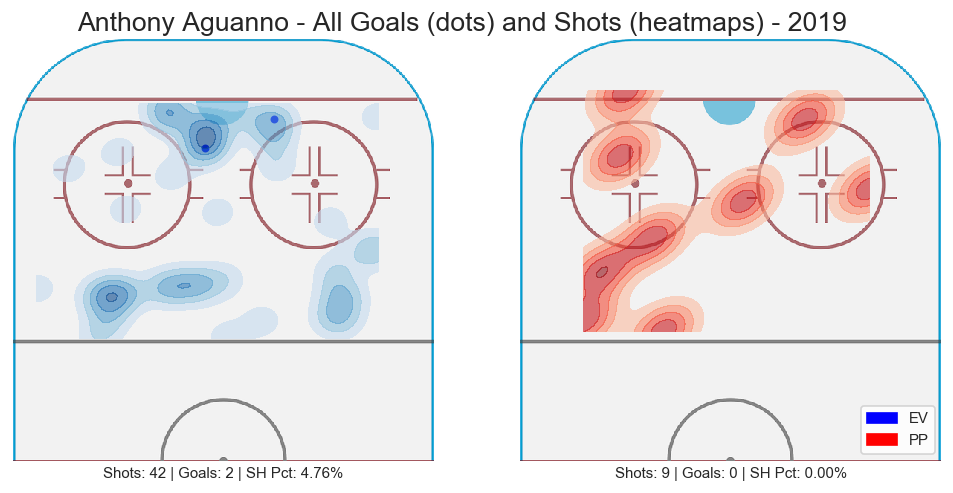 Anthony Aguanno - All Goals (dots) and Shots (heatmaps) - 2019
EV
PP
Shots: 42 | Goals: 2 | SH Pct: 4.76%
Shots: 9 | Goals: 0 | SH Pct: 0.00%